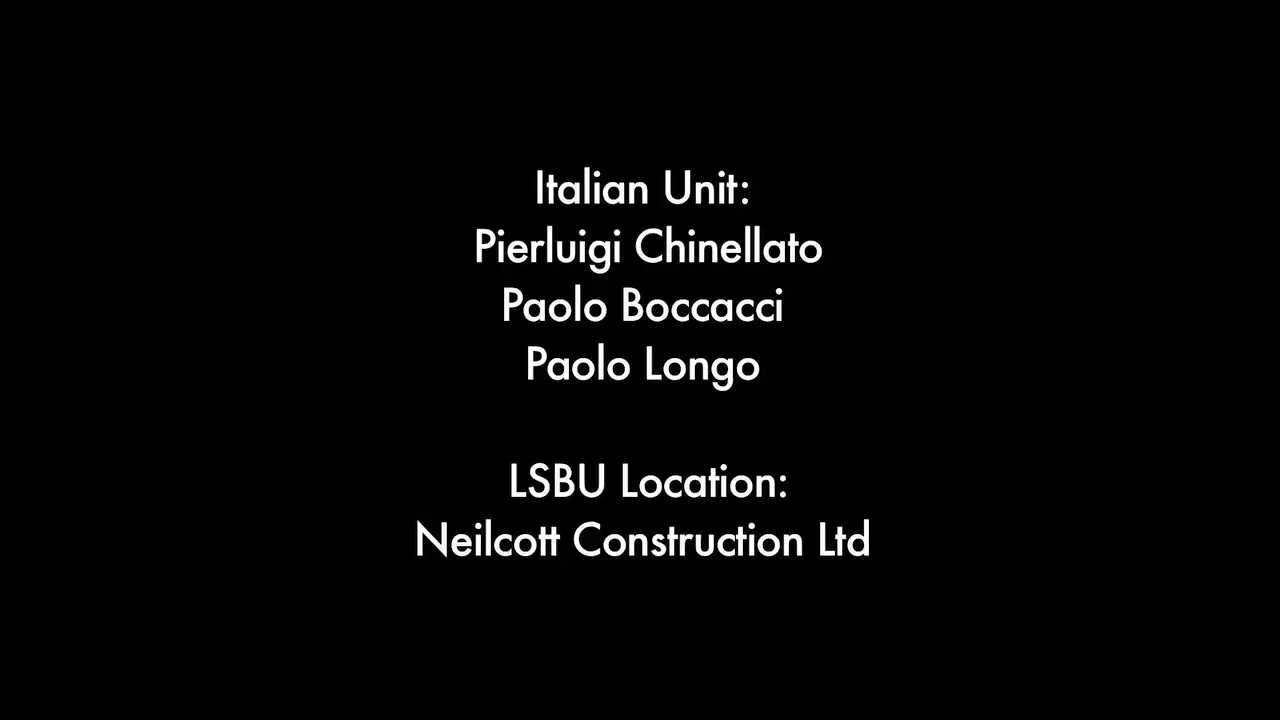 Italian Unit:
Pierluigi Chinellato
Paolo Boccacci
Paolo Longo
LSBU Location:
Neilcott Construction Ltd